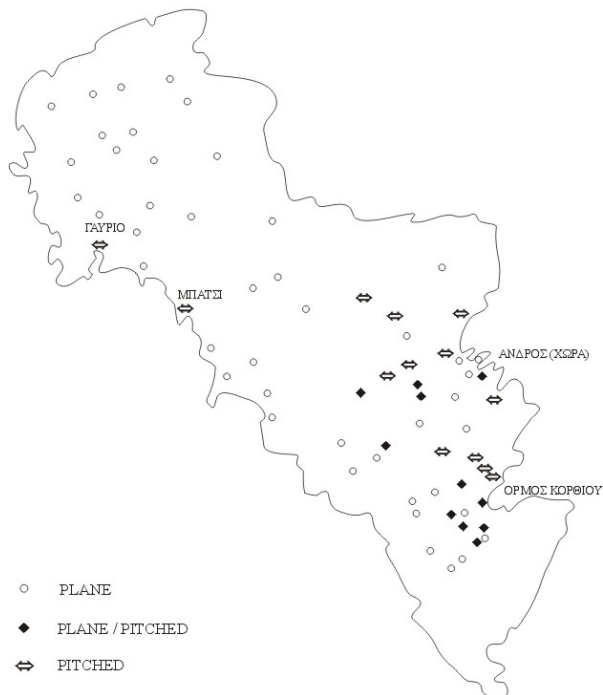 ΓΑΥΡΙΟ
ΜΠΑΤΣΙ
ΑΝΔΡΟΣ (ΧΩΡΑ)
ΟΡΜΟΣ ΚΟΡΘΙΟΥ
PLANE
PLANE / PITCHED
PITCHED